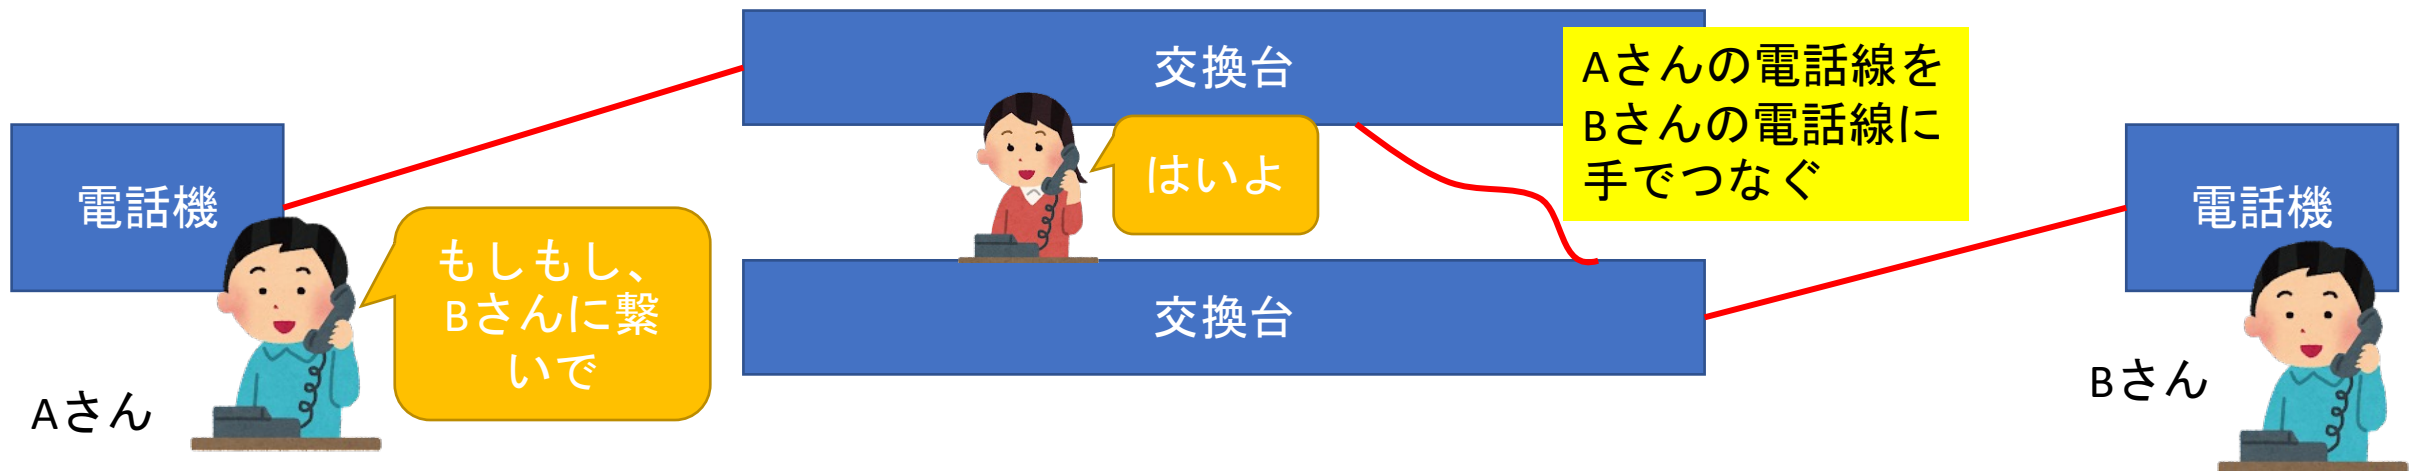 交換台
Aさんの電話線を
Bさんの電話線に
手でつなぐ
はいよ
電話機
もしもし、
Bさんに繋
いで
Aさん
交換台
電話機
Bさん